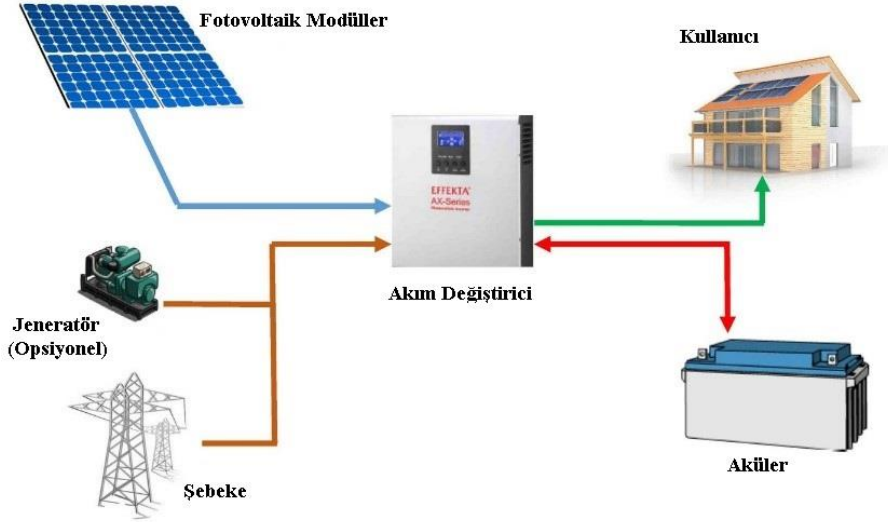 Fotovoltaik Modüller
Kullanıcı
EFFEKTA
AX-Series
Akım Değiştirici
Jeneratör
(Opsiyonel)
Aküler
Şebeke